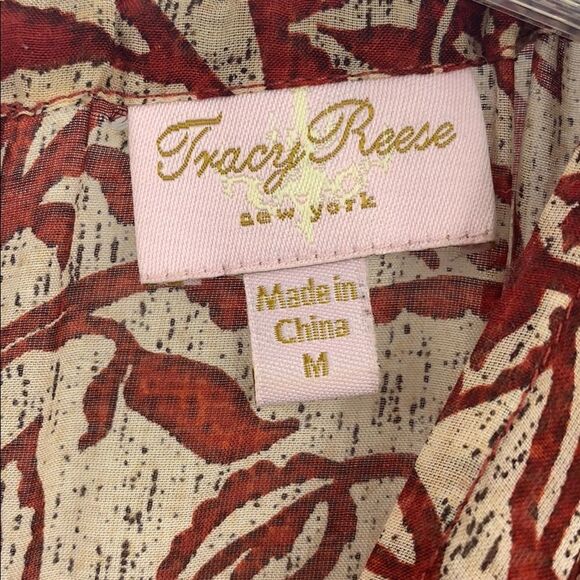 Tracy Reese
new york
Made in
China
M